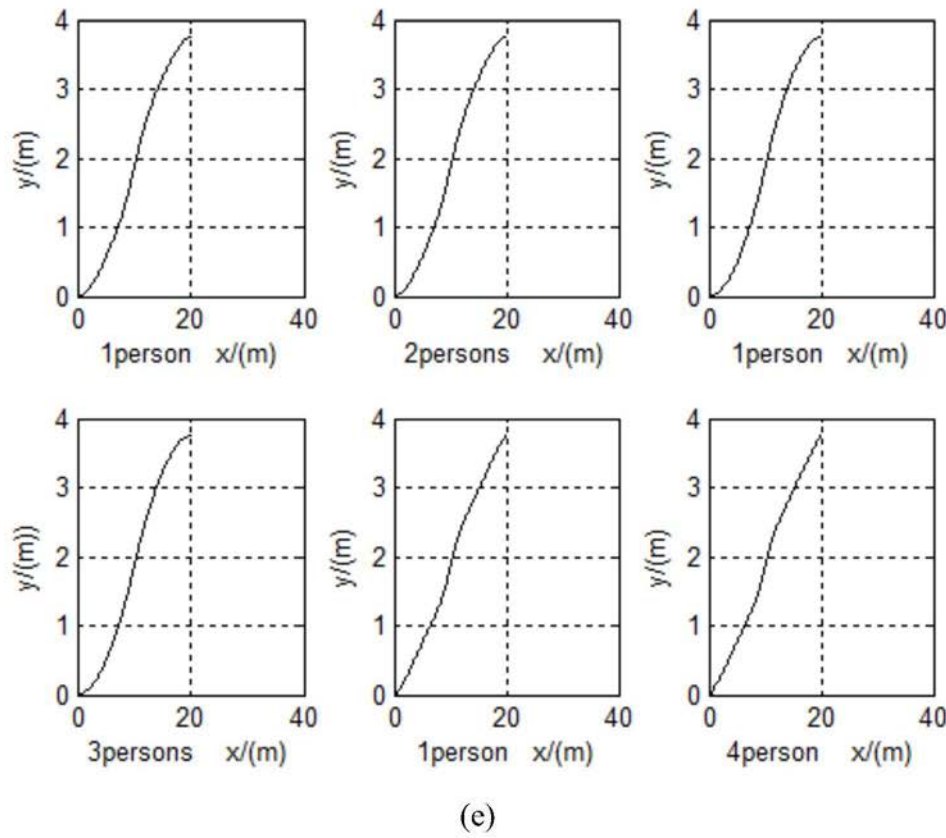 4 4 4
3 3 3
y/(m) y/(m) y/(m)
2 2 2
1 1 1
0 0 0
0 20 40 0 20 40 0 20 40
1person x/(m) 2persons x/(m) 1person x/(m)
4 4 4
3 3 3
y/(m)) y/(m) y/(m)
2 2 2
1 1 1
0 0 0
0 20 40 0 20 40 0 20 40
3persons x/(m) 1person x/(m) 4person x/(m)
(e)